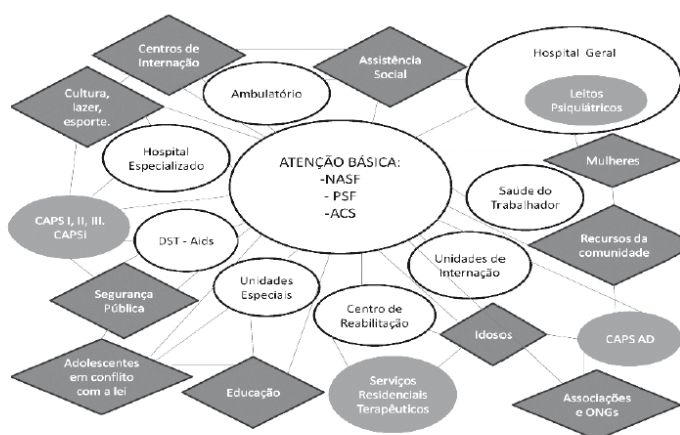 Centros de
Internação
Assistência
Social
Hospital Geral
Leitos
Psiquiátricos
Cultura,
lazer,
esporte.
Ambulatório
Hospital
Especializado
ATENÇÃO BÁSICA:
-NASF
- PSF
-ACS
Mulheres
Saúde do
Trabalhador
CAPS I, II, III.
CAPSi
DST - Aids
Recursos da
comunidade
Unidades de
Internação
Segurança
Pública
Unidades
Especiais
Centro de
Reabilitação
Idosos
CAPS AD
Adolescentes
em conflito
com a lei
Educação
Serviços
Residenciais
Terapêuticos
Associações
e ONGs